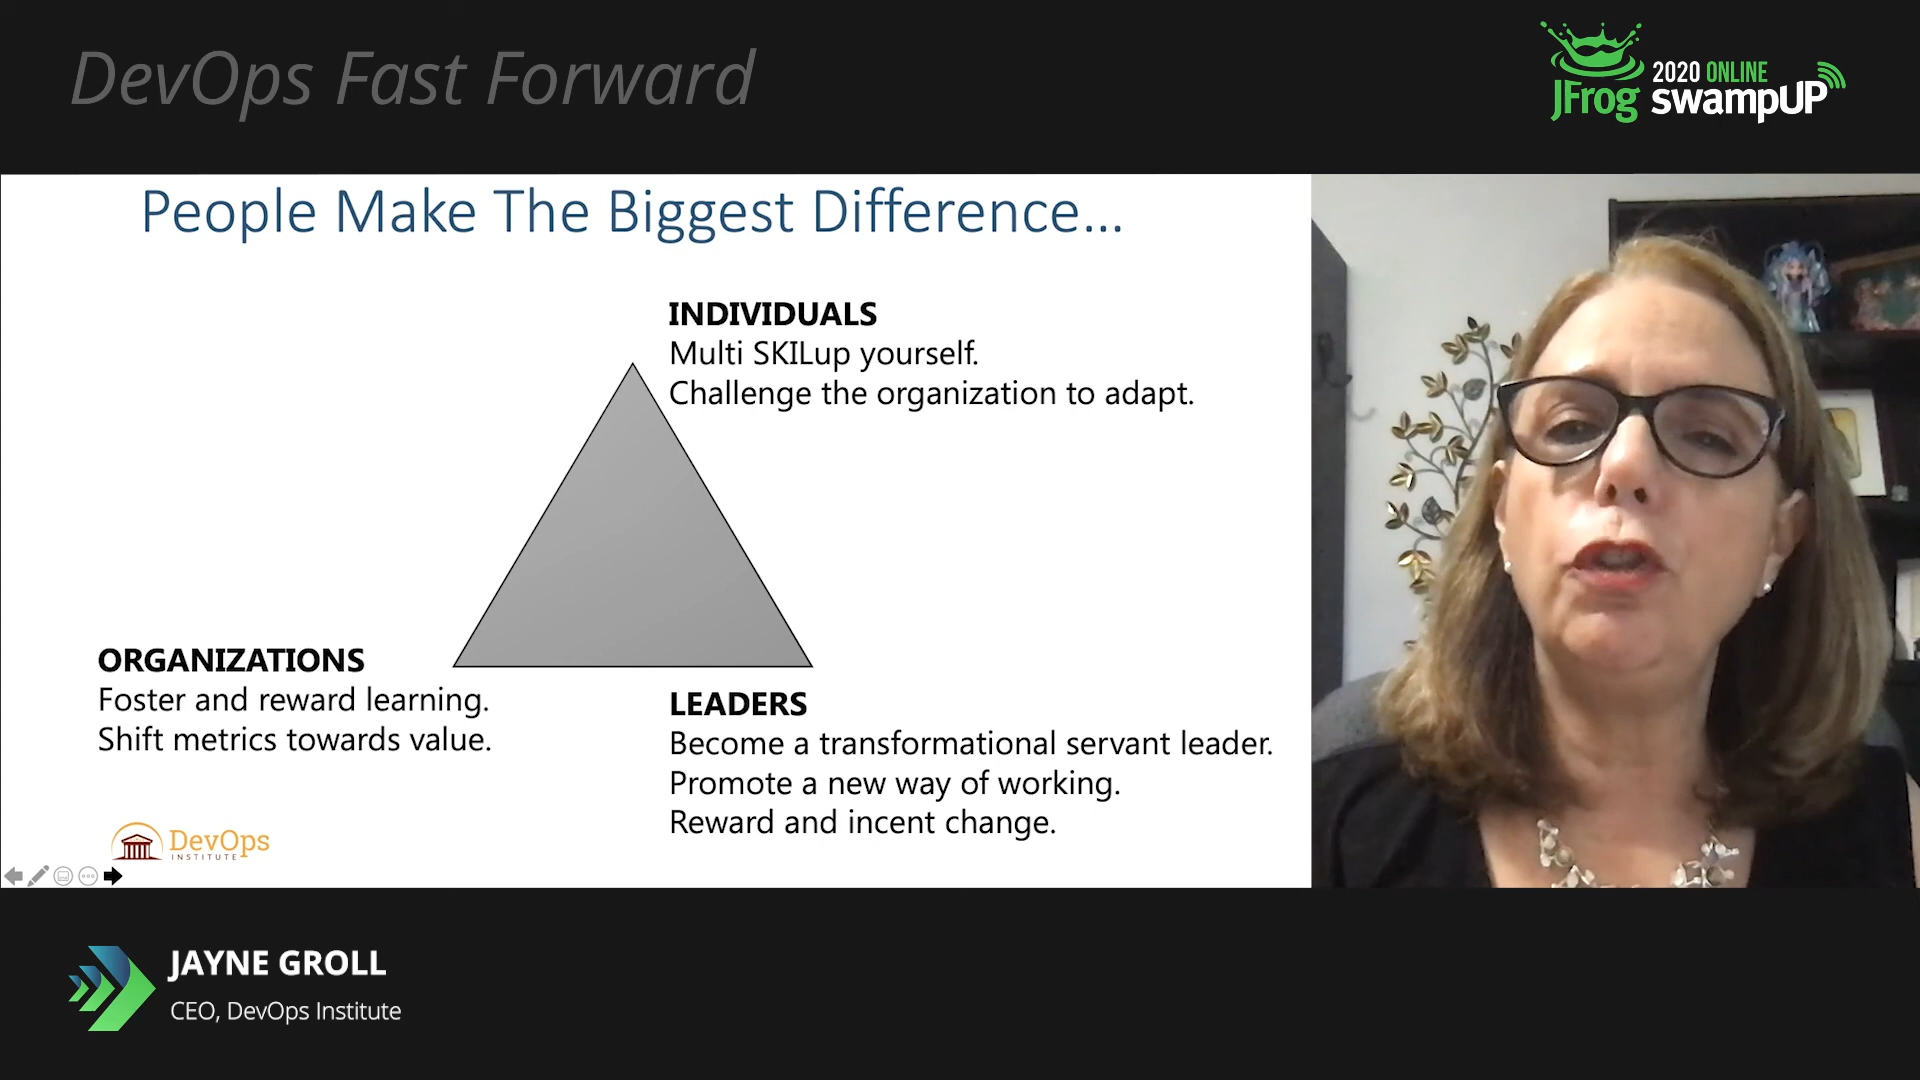 DevOps Fast Forward
JFrog
2020 ONLINE
swampUP
People Make The Biggest Difference...
INDIVIDUALS
Multi SKILup yourself.
Challenge the organization to adapt.
ORGANIZATIONS
Foster and reward learning.
Shift metrics towards value.
LEADERS
Become a transformational servant leader.
Promote a new way of working.
Reward and incent change.
DevOps
INSTITUTE
JAYNE GROLL
CEO, DevOps Institute